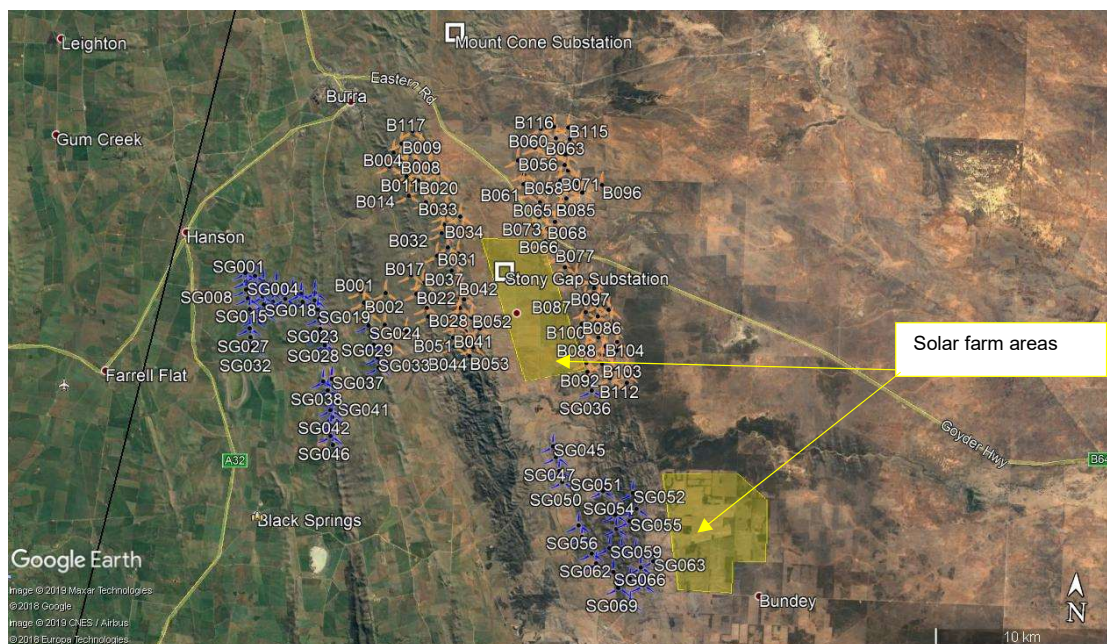 Leighton
Mount Cone Substation
Eastern Rd
Burra
Gum Creek
B117
B116
B115
B009
B060
B063
B004
B008
B056
B011
B020
B061
B058
B071
B096
B014
B033
B065
B085
B032
B034
B073
B068
Hanson
B066
B031
B077
SG001
B017
B037
Stony Gap Substation
SG008
SG004
B001
B022
B042
B097
SG018
B002
B087
SG015
SG019
B028
B052
B086
SG023
SG024
B100
SG027
SG028
SG029
B051
B041
B088
B104
Solar farm areas
SG032
SG033
B044
B053
Farrell Flat
SG037
B092
B103
SG038
B112
SG041
SG036
SG042
Goyder Hwy
SG046
SG045
A32
B64
SG047
SG051
SG050
SG052
SG054
Black Springs
SG055
SG056
SG059
Google Earth
SG062
SG063
SG066
Image © 2019 Maxar Technologies
SG069
Bundey
© 2018 Google
Image © 2019 CNES / Airbus
N
© 2018 Europa Technologies
10 km